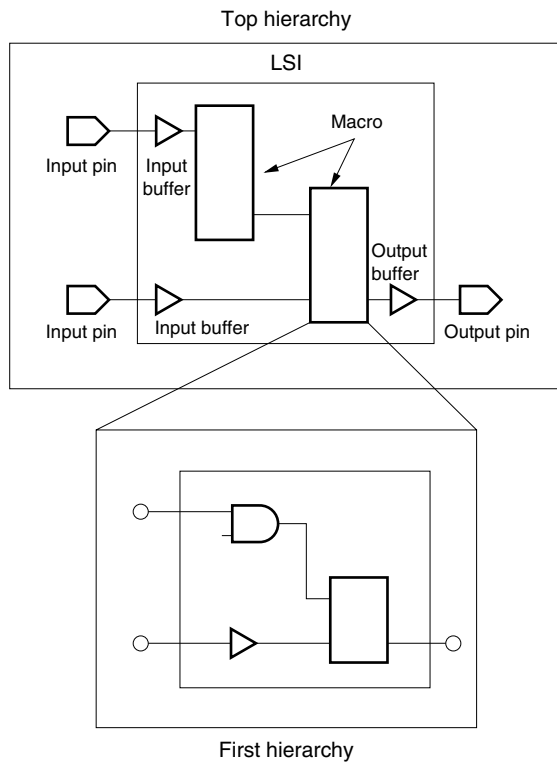 Top hierarchy
LSI
Macro
Input pin
Input
buffer
Output
buffer
Input pin
Input buffer
Output pin
First hierarchy